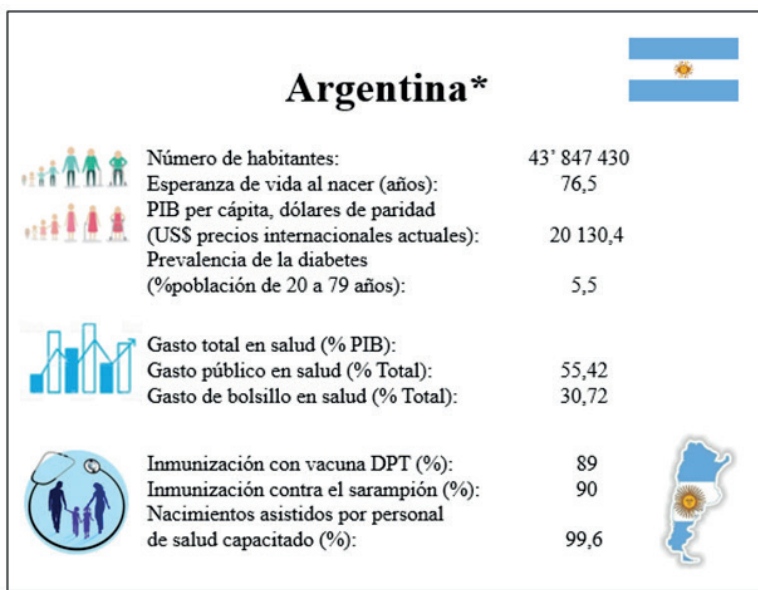 Argentina*
Número de habitantes: 43’ 847 430
Esperanza de vida al nacer (años): 76,5
PIB per cápita, dólares de paridad
(US$ precios internacionales actuales): 20 130,4
Prevalencia de la diabetes
(%población de 20 a 79 años): 5,5
Gasto total en salud (% PIB):
Gasto público en salud (% Total): 55,42
Gasto de bolsillo en salud (% Total): 30,72
Inmunización con vacuna DPT (%): 89
Inmunización contra el sarampión (%): 90
Nacimientos asistidos por personal
de salud capacitado (%): 99,6